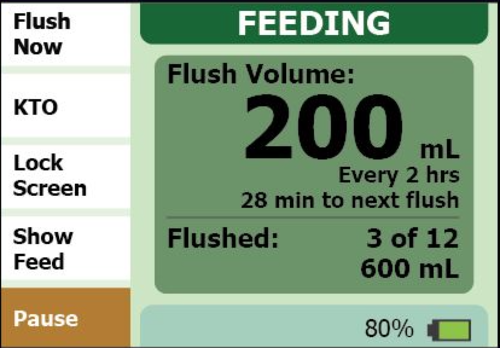 Flush
Now
KTO
Lock
Screen
Show
Feed
Pause
FEEDING
Flush Volume:
200 mL
Every 2 hrs
28 min to next flush
Flushed: 3 of 12
600 mL
80%